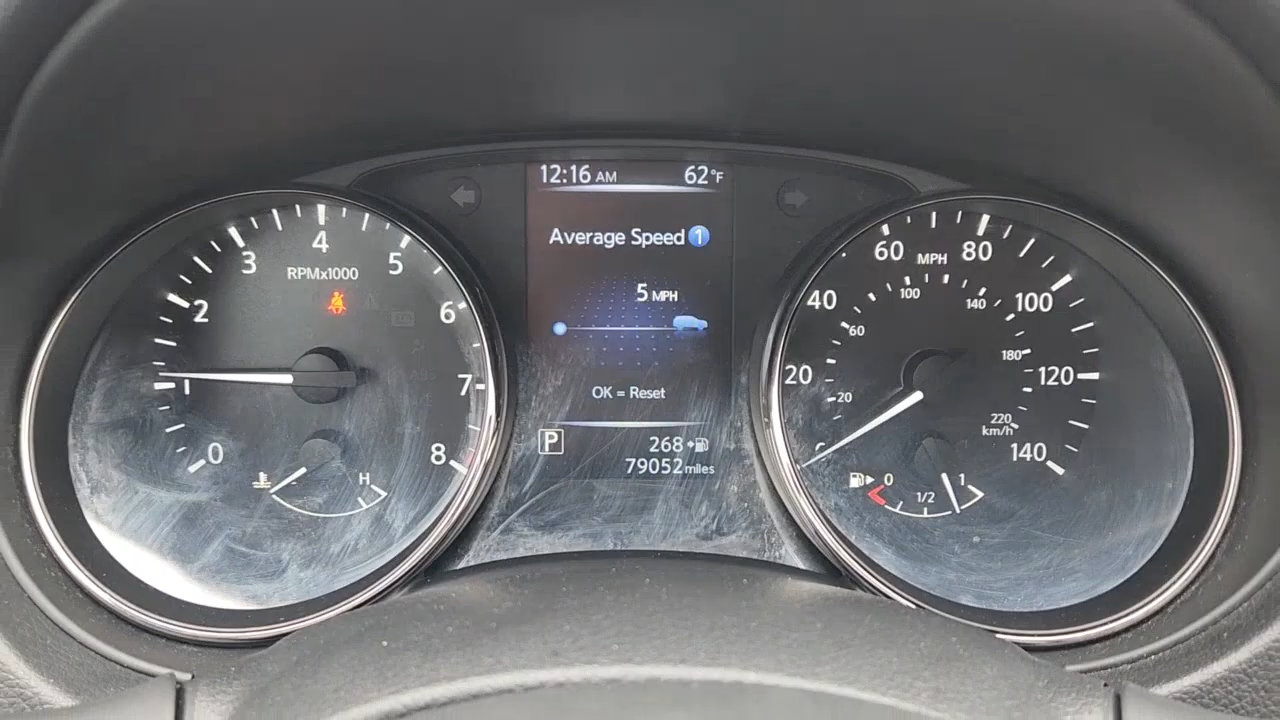 12:16 AM 62°F
Average Speed 1
5 MPH
OK = Reset
P
268
79052 miles
RPMx1000
0
1
2
3
4
5
6
7
8
H
MPH
20
40
60
80
100
120
140
20
60
100
140
180
220
km/h
0
1/2
1